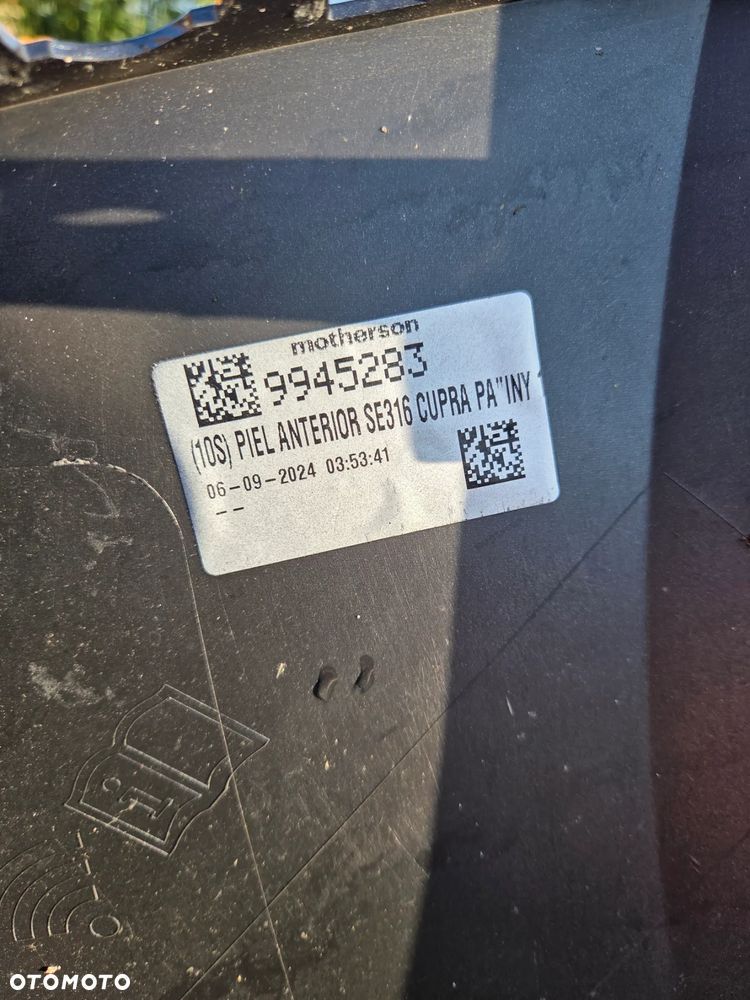 motherson
9945283
(10S) PIEL ANTERIOR SE316 CUPRA PA"INY
06-09-2024 03:53:41
--
OTOMOTO